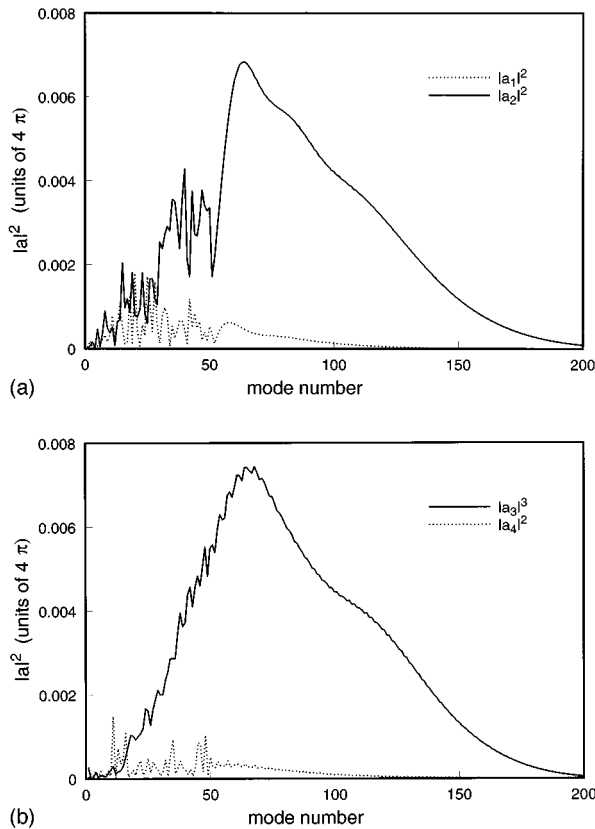 0.008
0.006
0.004
0.002
0
|a|² (units of 4 π)
|a₁|²
|a₂|²
0 50 100 150 200
mode number
(a)
0.008
0.006
0.004
0.002
0
|a|² (units of 4 π)
|a₃|³
|a₄|²
0 50 100 150 200
mode number
(b)